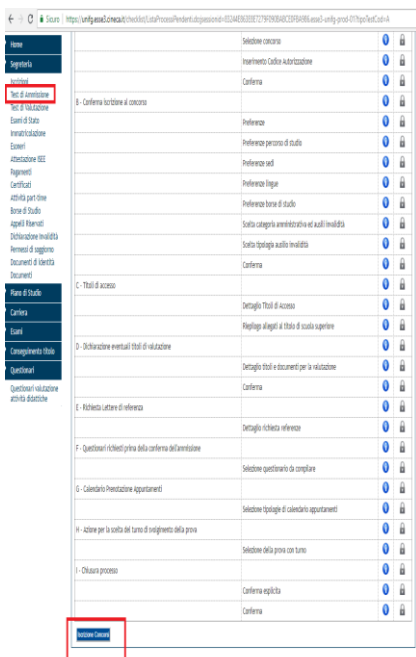 Sicuro | https://unifg.esse3.cineca.it/checklist/ListaProcessiPendenti.do
Home
Segreteria
Iscrizioni
Test di Ammissione
Test di Valutazione
Esami di Stato
Immatricolazione
Esoneri
Attestazione ISEE
Pagamenti
Certificati
Attività part-time
Borse di Studio
Appelli Riservati
Dichiarazione Invalidità
Permessi di soggiorno
Documenti di identità
Documenti
Piano di Studio
Carriera
Esami
Conseguimento titolo
Questionari
Questionari valutazione
attività didattiche
Selezione concorso
Inserimento Codice Autorizzazione
Conferma
B - Conferma iscrizione al concorso
Preferenze
Preferenze percorso di studio
Preferenze sedi
Preferenze lingue
Preferenze borse di studio
Scelta categoria amministrativa ed ausili invalidità
Scelta tipologia ausilio invalidità
Conferma
C - Titoli di accesso
Dettaglio Titoli di Accesso
Riepilogo allegati al titolo di scuola superiore
D - Dichiarazione eventuali titoli di valutazione
Dettaglio titoli e documenti per la valutazione
Conferma
E - Richiesta Lettere di referenza
Dettaglio richiesta referenze
F - Questionari richiesti prima della conferma dell'ammissione
Selezione questionario da compilare
G - Calendario Prenotazione Appuntamenti
Selezione tipologie di calendario appuntamenti
H - Azione per la scelta del turno di svolgimento della prova
Selezione della prova con turno
I - Chiusura processo
Conferma esplicita
Conferma
Iscrizione Concorsi